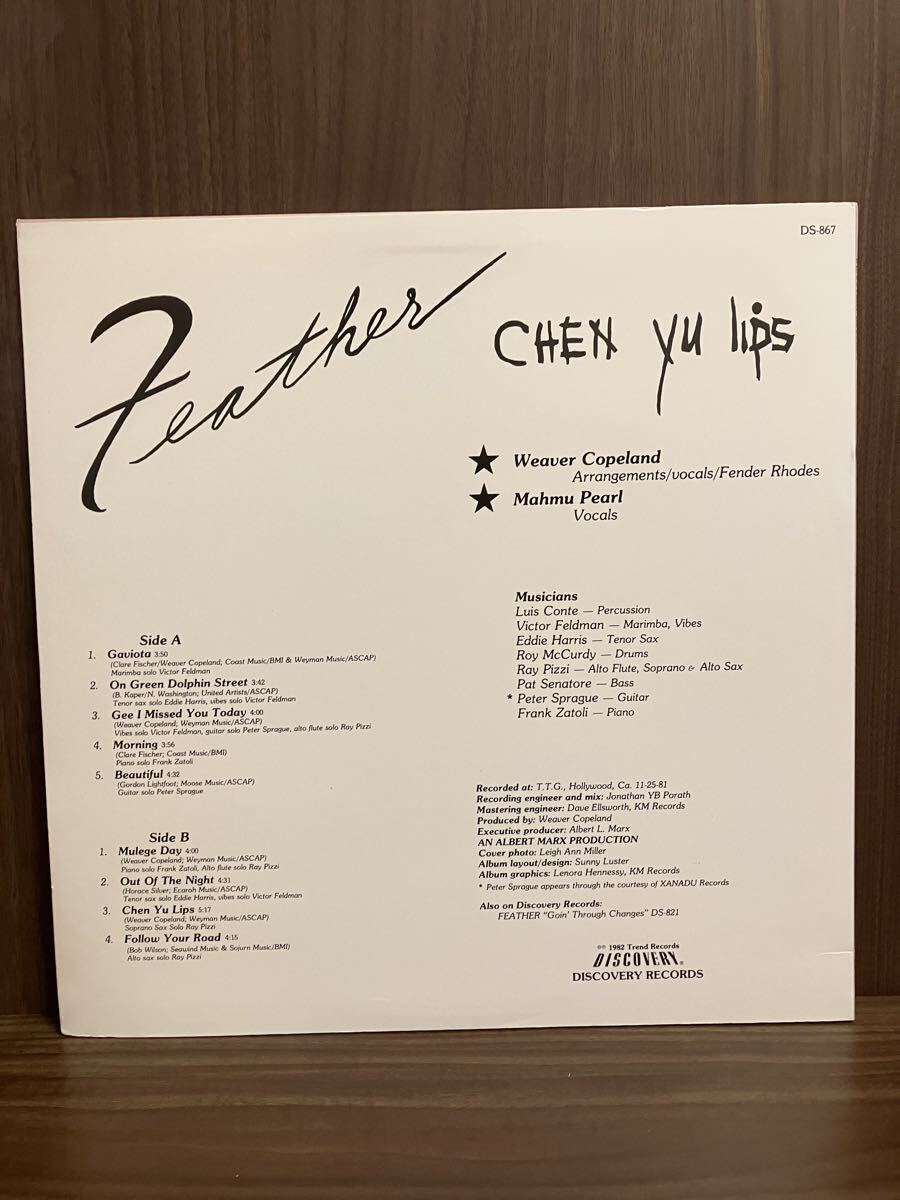 DS-867
Feather
CHEN YU lips
★ Weaver Copeland
Arrangements/vocals/Fender Rhodes
★ Mahmu Pearl
Vocals
Musicians
Luis Conte — Percussion
Victor Feldman — Marimba, Vibes
Eddie Harris — Tenor Sax
Roy McCurdy — Drums
Ray Pizzi — Alto Flute, Soprano & Alto Sax
Pat Senatore — Bass
* Peter Sprague — Guitar
Frank Zatoli — Piano
Side A
1. Gaviota 3:50
(Clare Fischer/Weaver Copeland; Coast Music/BMI & Weyman Music/ASCAP)
Marimba solo Victor Feldman
2. On Green Dolphin Street 3:42
(B. Kaper/N. Washington; United Artists/ASCAP)
Tenor sax solo Eddie Harris, vibes solo Victor Feldman
3. Gee I Missed You Today 4:00
(Weaver Copeland; Weyman Music/ASCAP)
Vibes solo Victor Feldman, guitar solo Peter Sprague, alto flute solo Ray Pizzi
4. Morning 3:56
(Clare Fischer; Coast Music/BMI)
Piano solo Frank Zatoli
5. Beautiful 4:32
(Gordon Lightfoot; Moose Music/ASCAP)
Guitar solo Peter Sprague
Side B
1. Mulege Day 4:00
(Weaver Copeland; Weyman Music/ASCAP)
Piano solo Frank Zatoli, Alto flute solo Ray Pizzi
2. Out Of The Night 4:31
(Horace Silver; Ecaroh Music/ASCAP)
Tenor sax solo Eddie Harris, vibes solo Victor Feldman
3. Chen Yu Lips 5:17
(Weaver Copeland; Weyman Music/ASCAP)
Soprano Sax Solo Ray Pizzi
4. Follow Your Road 4:15
(Bob Wilson; Seawind Music & Sojurn Music/BMI)
Alto sax solo Ray Pizzi
Recorded at: T.T.G., Hollywood, Ca. 11-25-81
Recording engineer and mix: Jonathan YB Porath
Mastering engineer: Dave Ellsworth, KM Records
Produced by: Weaver Copeland
Executive producer: Albert L. Marx
AN ALBERT MARX PRODUCTION
Cover photo: Leigh Ann Miller
Album layout/design: Sunny Luster
Album graphics: Lenora Hennessy, KM Records
* Peter Sprague appears through the courtesy of XANADU Records
Also on Discovery Records:
FEATHER "Goin' Through Changes" DS-821
℗© 1982 Trend Records
DISCOVERY®
DISCOVERY RECORDS